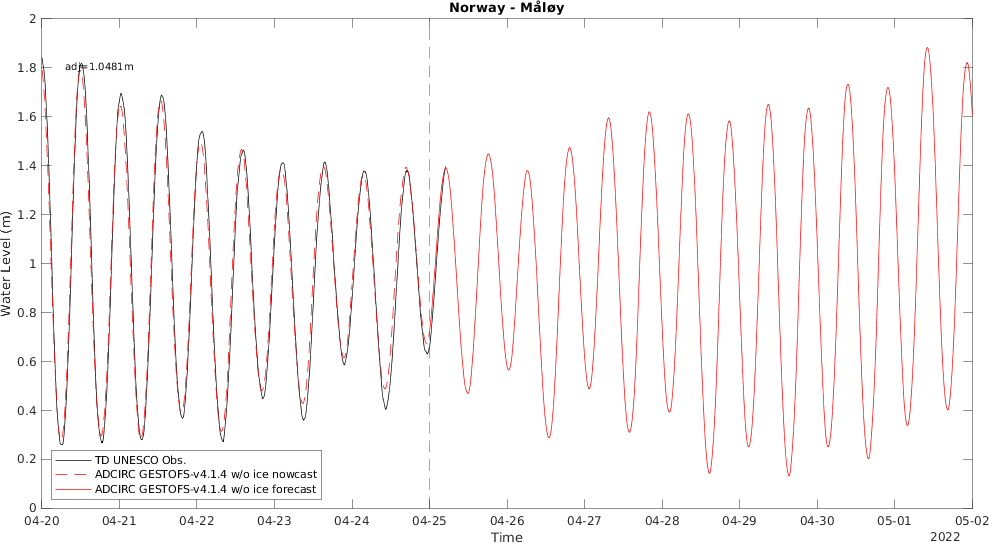 Norway - Måløy
2
1.8
1.6
1.4
1.2
1
0.8
0.6
0.4
0.2
0
Water Level (m)
adj=1.0481m
TD UNESCO Obs.
ADCIRC GESTOFS-v4.1.4 w/o ice nowcast
ADCIRC GESTOFS-v4.1.4 w/o ice forecast
04-20 04-21 04-22 04-23 04-24 04-25 04-26 04-27 04-28 04-29 04-30 05-01 05-02
Time
2022